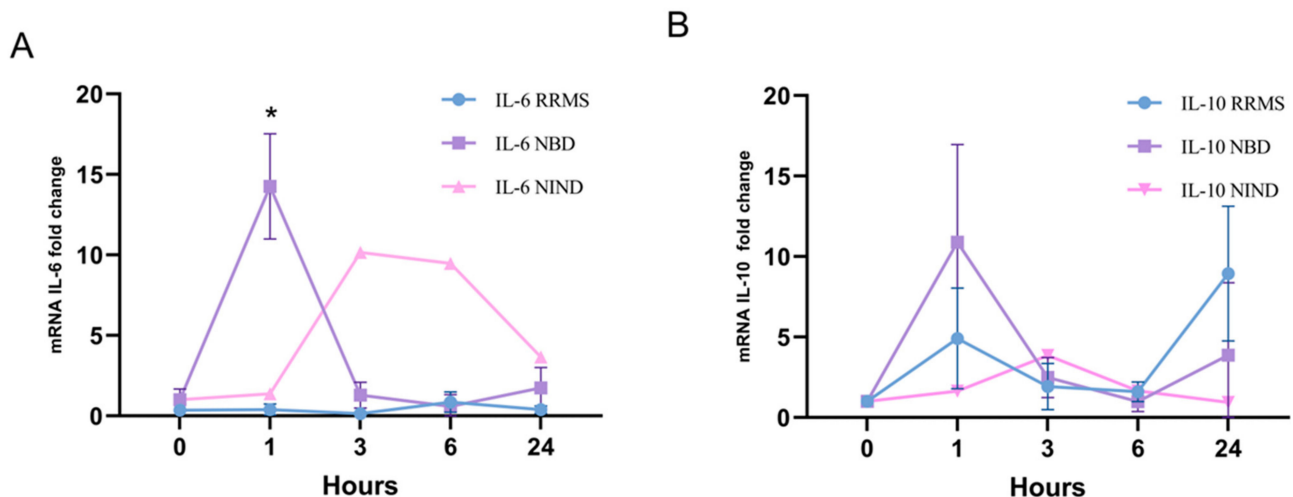 A
mRNA IL-6 fold change
20
15
10
5
0
*
IL-6 RRMS
IL-6 NBD
IL-6 NIND
0 1 3 6 24
Hours
B
mRNA IL-10 fold change
20
15
10
5
0
IL-10 RRMS
IL-10 NBD
IL-10 NIND
0 1 3 6 24
Hours